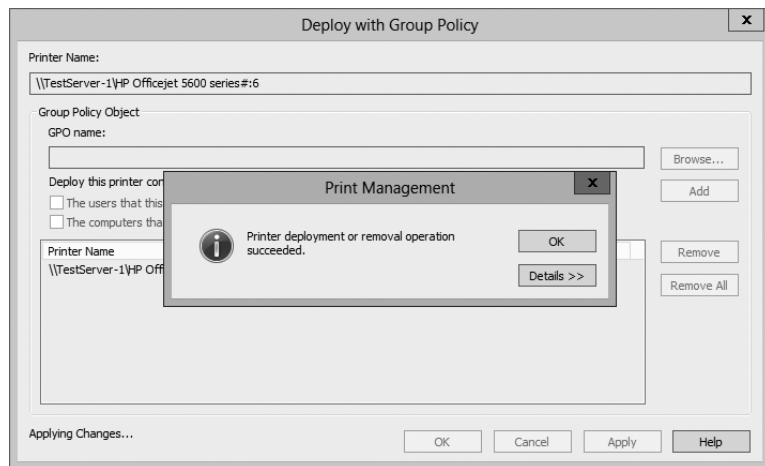 Deploy with Group Policy
x
Printer Name:
\\TestServer-1\HP Officejet 5600 series#:6
Group Policy Object
GPO name:
Browse...
Deploy this printer con
Add
The users that this
The computers tha
Print Management
x
Printer deployment or removal operation
succeeded.
OK
Details >>
Printer Name
\\TestServer-1\HP Off
Remove
Remove All
Applying Changes...
OK
Cancel
Apply
Help